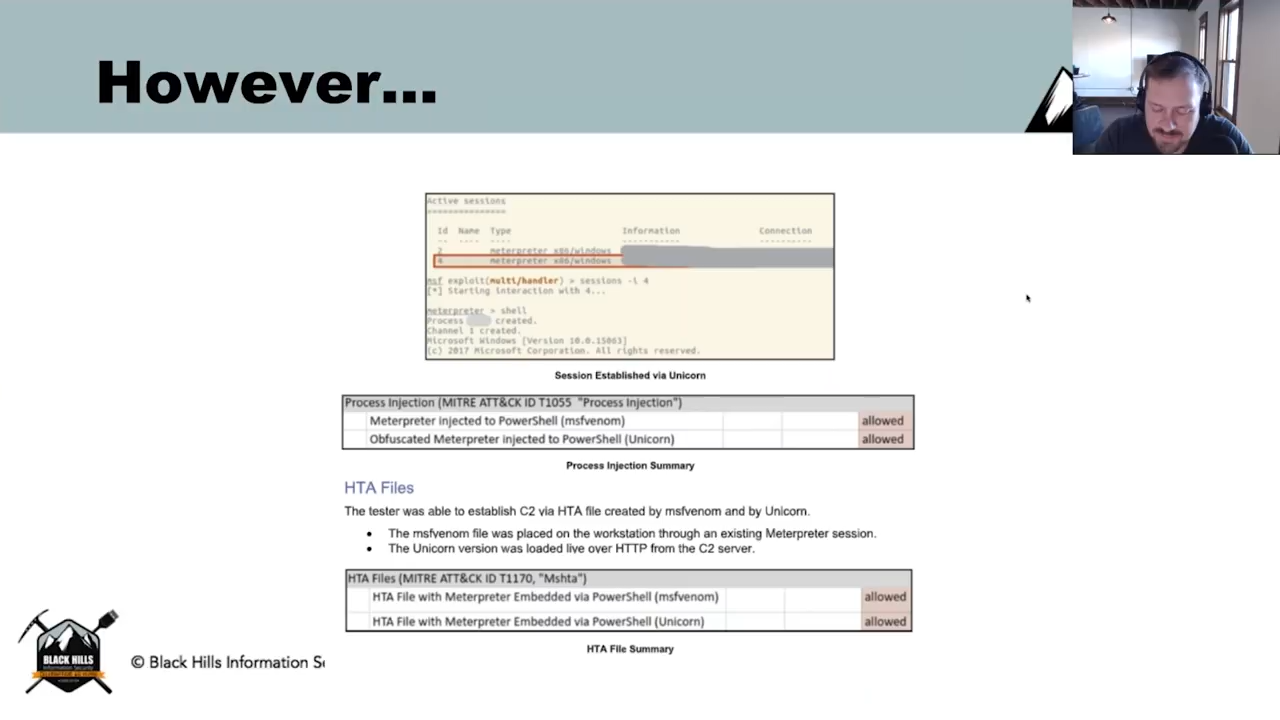 However...
Active sessions
===============
Id Name Type Information Connection
-- ---- ---- ----------- ----------
2 meterpreter x86/windows
4 meterpreter x86/windows
msf exploit(multi/handler) > sessions -i 4
[*] Starting interaction with 4...
meterpreter > shell
Process created.
Channel 1 created.
Microsoft Windows [Version 10.0.15063]
(c) 2017 Microsoft Corporation. All rights reserved.
Session Established via Unicorn
Process Injection (MITRE ATT&CK ID T1055 "Process Injection")
Meterpreter injected to PowerShell (msfvenom) allowed
Obfuscated Meterpreter injected to PowerShell (Unicorn) allowed
Process Injection Summary
HTA Files
The tester was able to establish C2 via HTA file created by msfvenom and by Unicorn.
• The msfvenom file was placed on the workstation through an existing Meterpreter session.
• The Unicorn version was loaded live over HTTP from the C2 server.
HTA Files (MITRE ATT&CK ID T1170, "Mshta")
HTA File with Meterpreter Embedded via PowerShell (msfvenom) allowed
HTA File with Meterpreter Embedded via PowerShell (Unicorn) allowed
HTA File Summary
BLACK HILLS
Information Security
© Black Hills Information Se